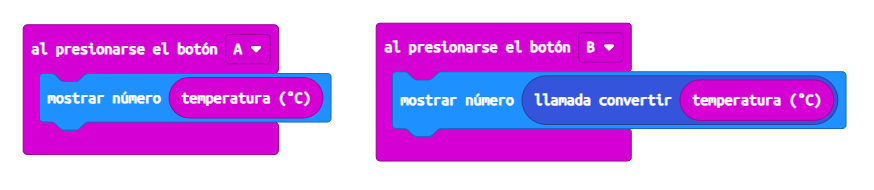 al presionarse el botón A
mostrar número temperatura (°C)
al presionarse el botón B
mostrar número llamada convertir temperatura (°C)